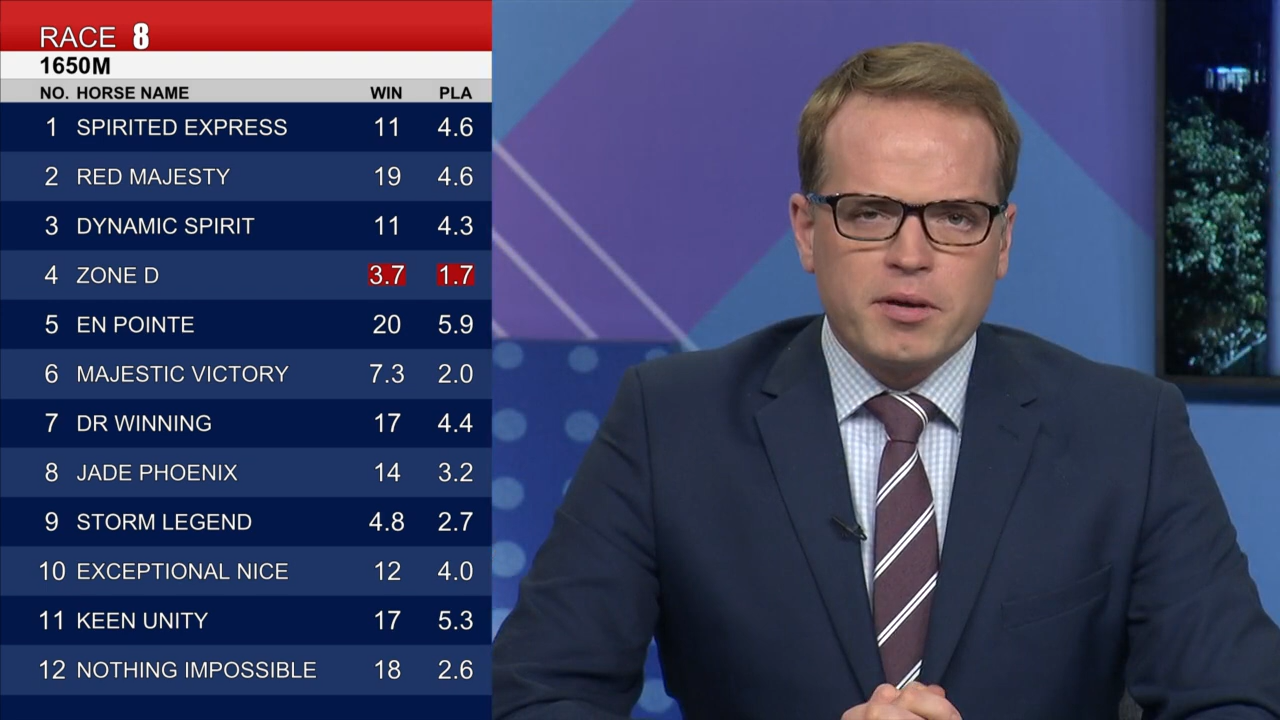 RACE 8
1650M
NO. HORSE NAME WIN PLA
1 SPIRITED EXPRESS 11 4.6
2 RED MAJESTY 19 4.6
3 DYNAMIC SPIRIT 11 4.3
4 ZONE D 3.7 1.7
5 EN POINTE 20 5.9
6 MAJESTIC VICTORY 7.3 2.0
7 DR WINNING 17 4.4
8 JADE PHOENIX 14 3.2
9 STORM LEGEND 4.8 2.7
10 EXCEPTIONAL NICE 12 4.0
11 KEEN UNITY 17 5.3
12 NOTHING IMPOSSIBLE 18 2.6